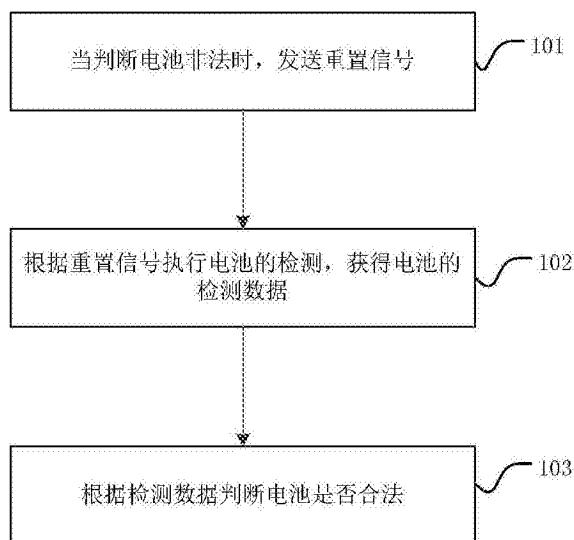 当判断电池非法时，发送重置信号
101
根据重置信号执行电池的检测，获得电池的
检测数据
102
根据检测数据判断电池是否合法
103